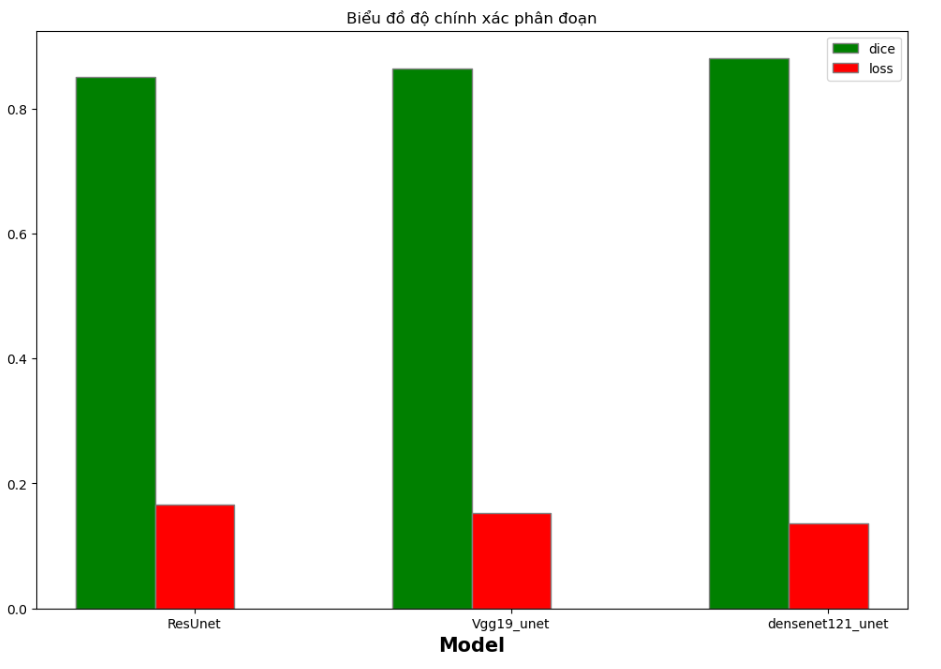 Biểu đồ độ chính xác phân đoạn
dice
loss
0.8
0.6
0.4
0.2
0.0
ResUnet
Vgg19_unet
densenet121_unet
Model